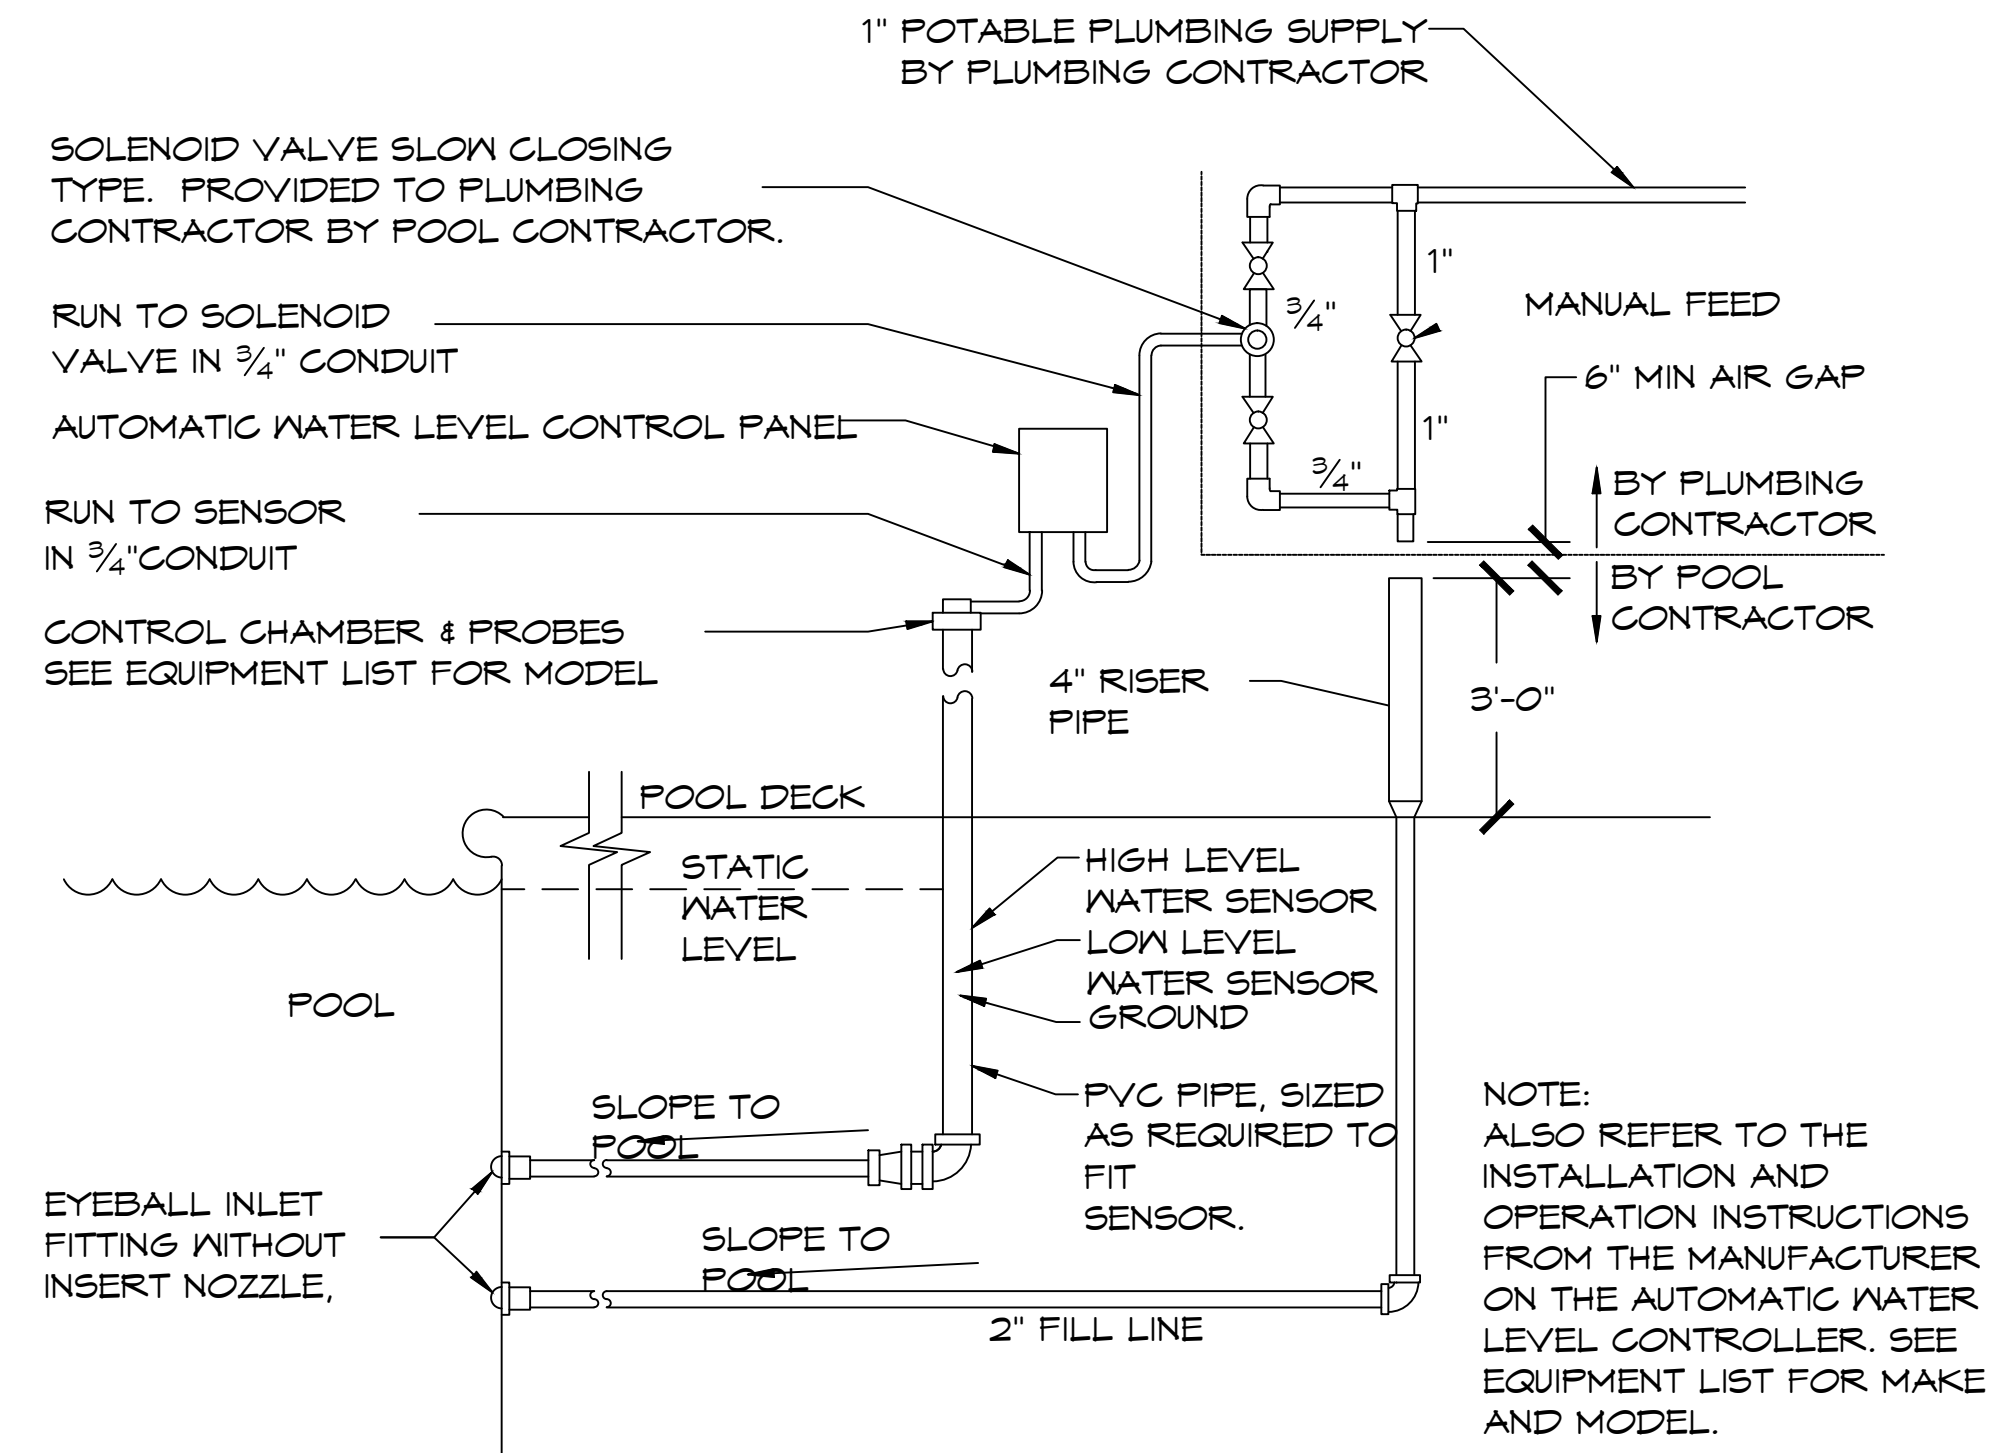 1" POTABLE PLUMBING SUPPLY
BY PLUMBING CONTRACTOR
SOLENOID VALVE SLOW CLOSING
TYPE. PROVIDED TO PLUMBING
CONTRACTOR BY POOL CONTRACTOR.
RUN TO SOLENOID
VALVE IN 3/4" CONDUIT
AUTOMATIC WATER LEVEL CONTROL PANEL
RUN TO SENSOR
IN 3/4"CONDUIT
CONTROL CHAMBER & PROBES
SEE EQUIPMENT LIST FOR MODEL
1"
3/4"
MANUAL FEED
6" MIN AIR GAP
1"
3/4"
BY PLUMBING
CONTRACTOR
BY POOL
CONTRACTOR
4" RISER
PIPE
3'-0"
POOL DECK
STATIC
WATER
LEVEL
POOL
HIGH LEVEL
WATER SENSOR
LOW LEVEL
WATER SENSOR
GROUND
PVC PIPE, SIZED
AS REQUIRED TO
FIT
SENSOR.
SLOPE TO
POOL
EYEBALL INLET
FITTING WITHOUT
INSERT NOZZLE,
SLOPE TO
POOL
2" FILL LINE
NOTE:
ALSO REFER TO THE
INSTALLATION AND
OPERATION INSTRUCTIONS
FROM THE MANUFACTURER
ON THE AUTOMATIC WATER
LEVEL CONTROLLER. SEE
EQUIPMENT LIST FOR MAKE
AND MODEL.